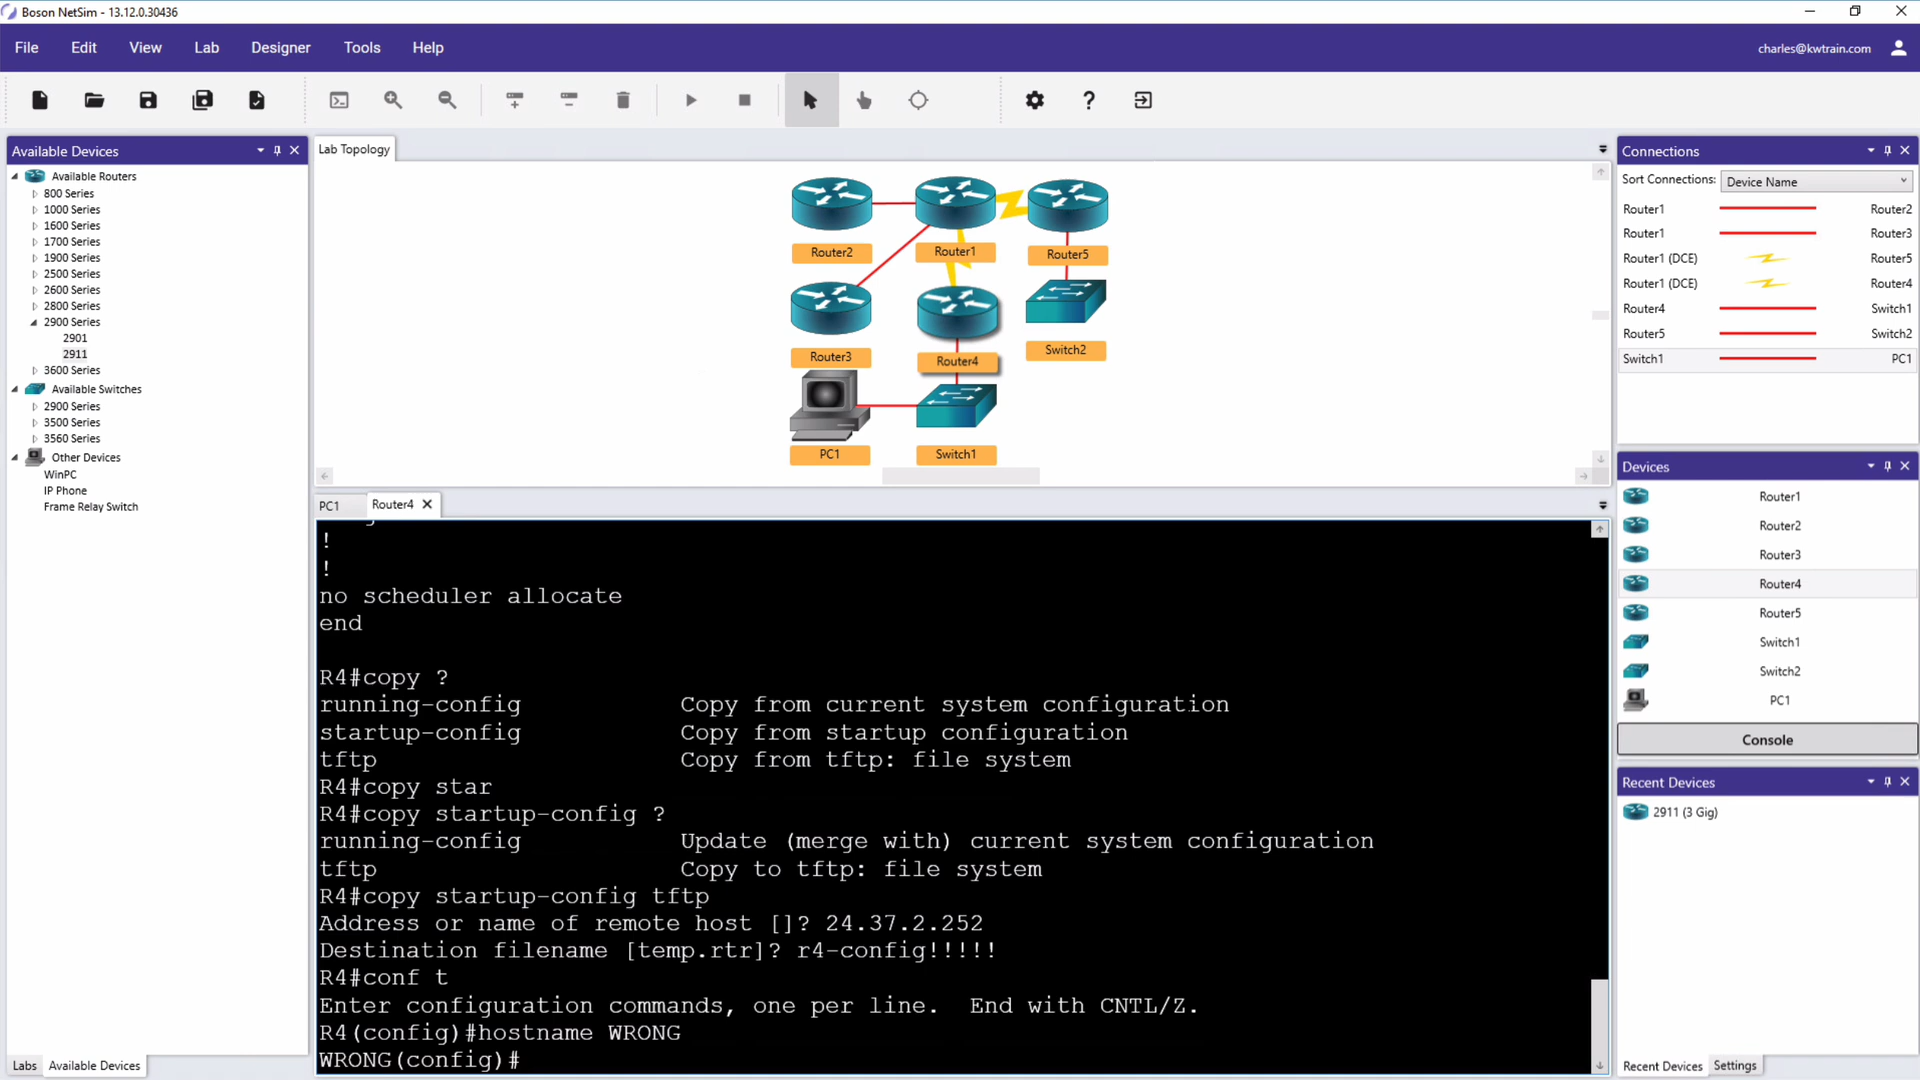 Boson NetSim - 13.12.0.30436
File Edit View Lab Designer Tools Help
charles@kwtrain.com
Available Devices
Available Routers
800 Series
1000 Series
1600 Series
1700 Series
1900 Series
2500 Series
2600 Series
2800 Series
2900 Series
2901
2911
3600 Series
Available Switches
2900 Series
3500 Series
3560 Series
Other Devices
WinPC
IP Phone
Frame Relay Switch
Labs Available Devices
Lab Topology
Router2 Router1 Router5
Router3 Router4 Switch2
PC1 Switch1
PC1 Router4
!
!
no scheduler allocate
end
R4#copy ?
running-config Copy from current system configuration
startup-config Copy from startup configuration
tftp Copy from tftp: file system
R4#copy star
R4#copy startup-config ?
running-config Update (merge with) current system configuration
tftp Copy to tftp: file system
R4#copy startup-config tftp
Address or name of remote host []? 24.37.2.252
Destination filename [temp.rtr]? r4-config!!!!!
R4#conf t
Enter configuration commands, one per line. End with CNTL/Z.
R4(config)#hostname WRONG
WRONG(config)#
Connections
Sort Connections: Device Name
Router1 Router2
Router1 Router3
Router1 (DCE) Router5
Router1 (DCE) Router4
Router4 Switch1
Router5 Switch2
Switch1 PC1
Devices
Router1
Router2
Router3
Router4
Router5
Switch1
Switch2
PC1
Console
Recent Devices
2911 (3 Gig)
Recent Devices Settings